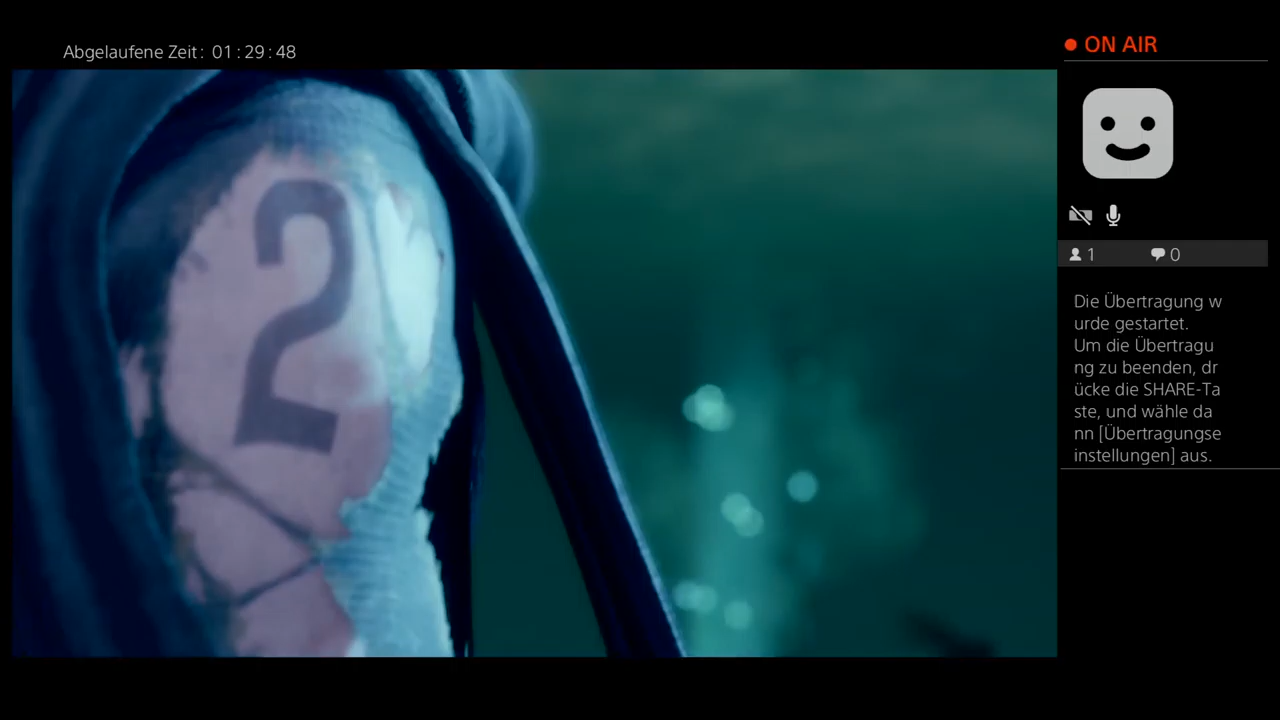 Abgelaufene Zeit: 01:29:48
ON AIR
2
1 0
Die Übertragung w
urde gestartet.
Um die Übertragu
ng zu beenden, dr
ücke die SHARE-Ta
ste, und wähle da
nn [Übertragungse
instellungen] aus.